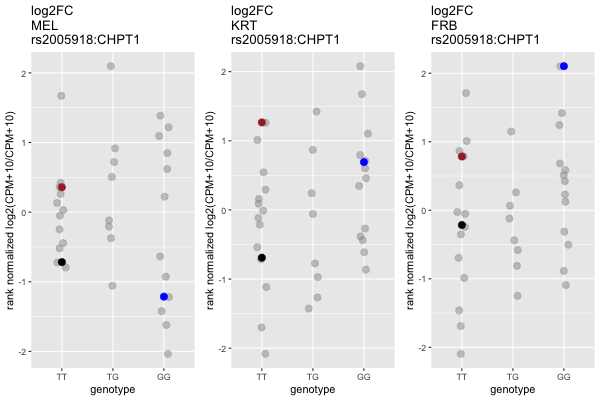 log2FC
MEL
rs2005918:CHPT1
rank normalized log2(CPM+10/CPM+10)
2
1
0
-1
-2
TT
TG
GG
genotype
log2FC
KRT
rs2005918:CHPT1
rank normalized log2(CPM+10/CPM+10)
2
1
0
-1
-2
TT
TG
GG
genotype
log2FC
FRB
rs2005918:CHPT1
rank normalized log2(CPM+10/CPM+10)
2
1
0
-1
-2
TT
TG
GG
genotype